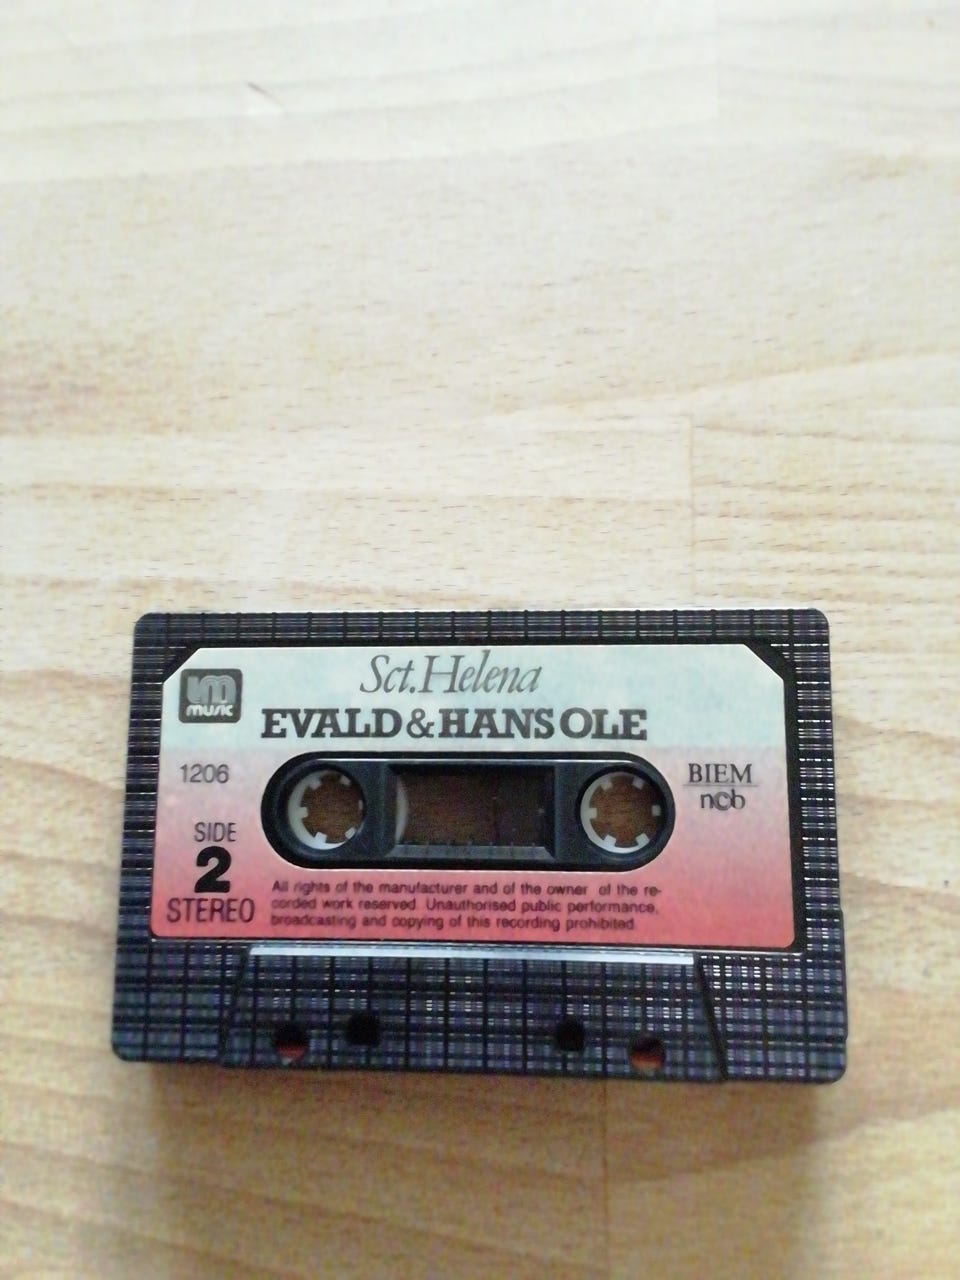 Sct.Helena
EVALD & HANS OLE
music
1206
BIEM
ncb
SIDE
2
STEREO
All rights of the manufacturer and of the owner of the re-
corded work reserved. Unauthorised public performance,
broadcasting and copying of this recording prohibited.